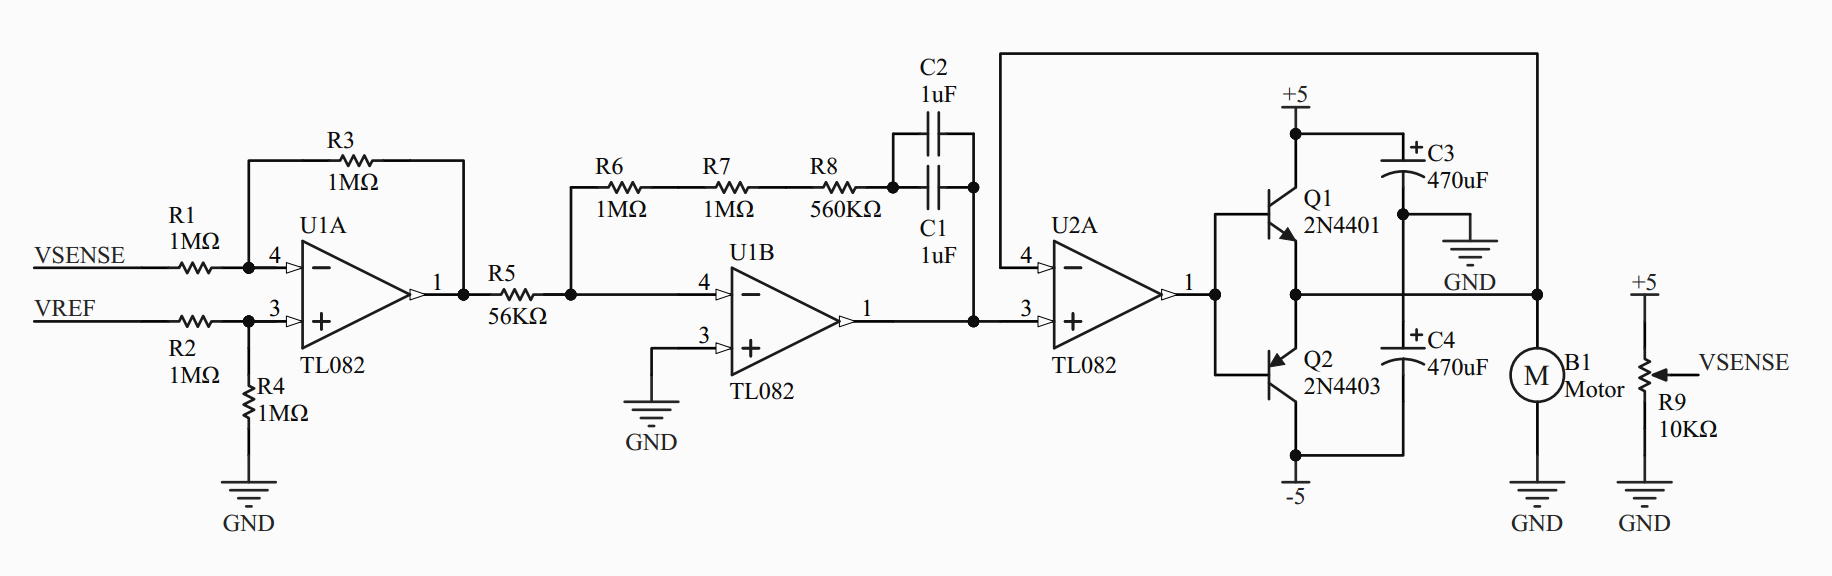 C2
1uF
+5
R3
1MΩ
C3
470uF
R6
1MΩ
R7
1MΩ
R8
560KΩ
Q1
2N4401
R1
1MΩ
U1A
C1
1uF
U2A
VSENSE
4
1
TL082
U1B
4
1
GND
+5
R5
56KΩ
4
1
VREF
3
3
3
R2
1MΩ
TL082
TL082
C4
470uF
Q2
2N4403
M
B1
Motor
VSENSE
R4
1MΩ
R9
10KΩ
GND
-5
GND
GND
GND